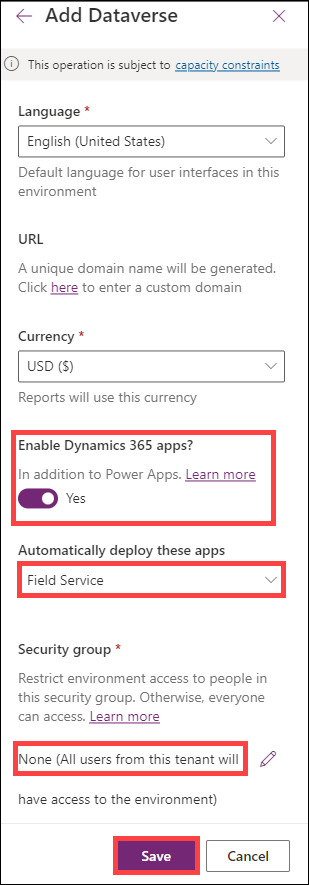 Add Dataverse
This operation is subject to capacity constraints
Language *
English (United States)
Default language for user interfaces in this
environment
URL
A unique domain name will be generated.
Click here to enter a custom domain
Currency *
USD ($)
Reports will use this currency
Enable Dynamics 365 apps?
In addition to Power Apps. Learn more
Yes
Automatically deploy these apps
Field Service
Security group *
Restrict environment access to people in
this security group. Otherwise, everyone
can access. Learn more
None (All users from this tenant will
have access to the environment)
Save Cancel